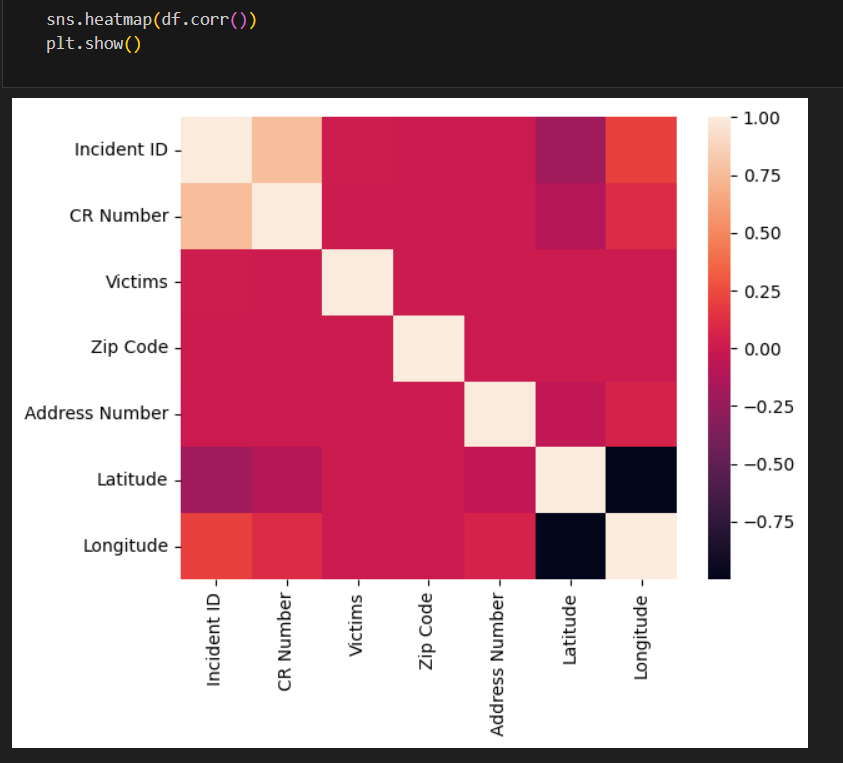 sns.heatmap(df.corr())
plt.show()
Incident ID
CR Number
Victims
Zip Code
Address Number
Latitude
Longitude
Incident ID
CR Number
Victims
Zip Code
Address Number
Latitude
Longitude
1.00
0.75
0.50
0.25
0.00
−0.25
−0.50
−0.75